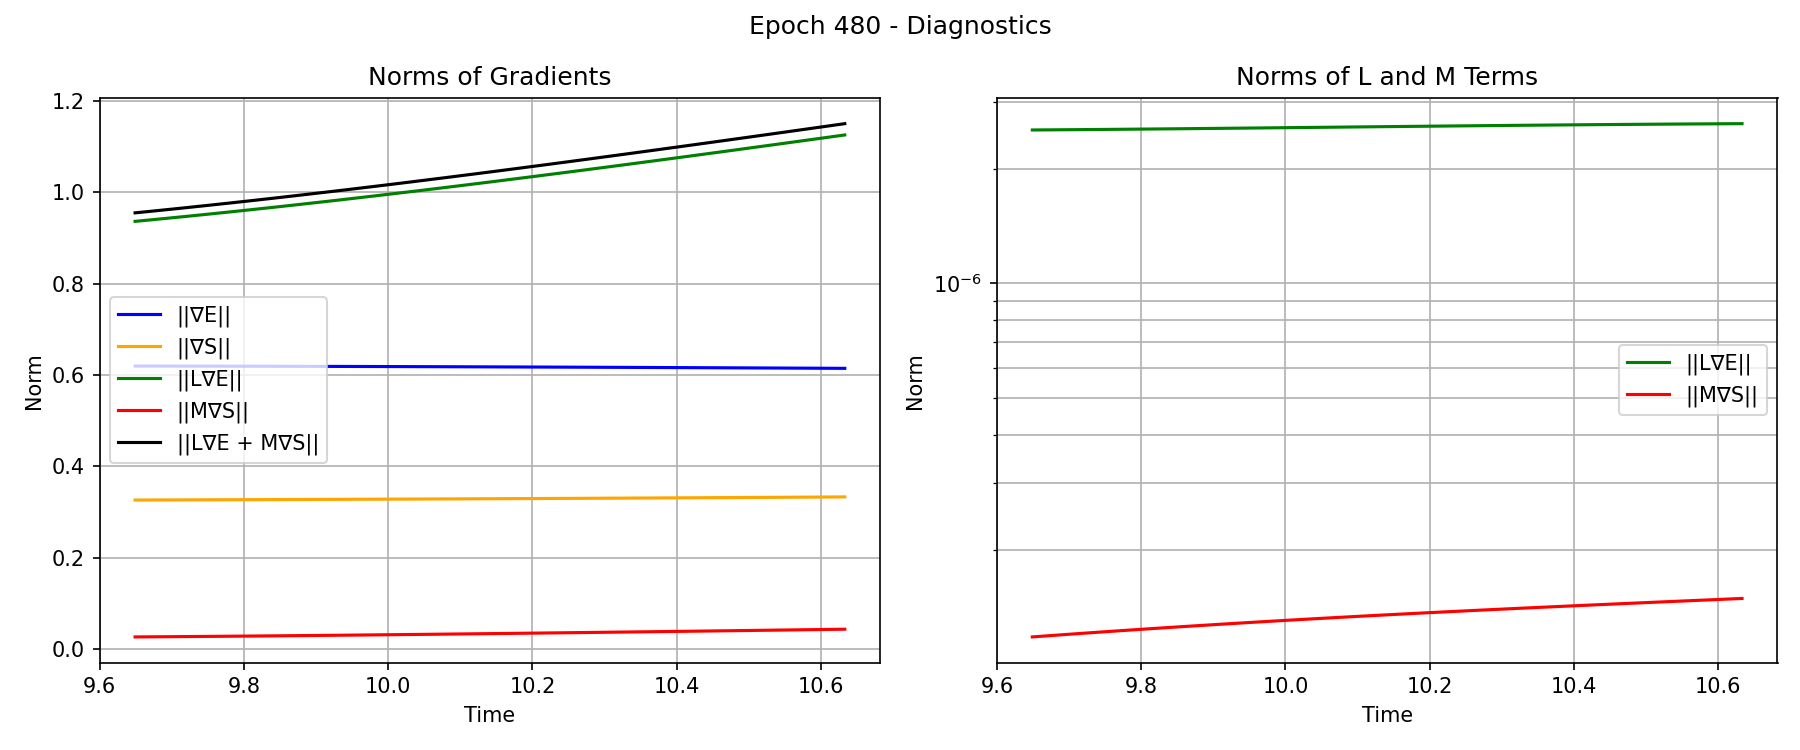 Epoch 480 - Diagnostics
Norms of Gradients
1.2
1.0
0.8
0.6
0.4
0.2
0.0
Norm
||∇E||
||∇S||
||L∇E||
||M∇S||
||L∇E + M∇S||
9.6 9.8 10.0 10.2 10.4 10.6
Time
Norms of L and M Terms
10⁻⁶
Norm
||L∇E||
||M∇S||
9.6 9.8 10.0 10.2 10.4 10.6
Time